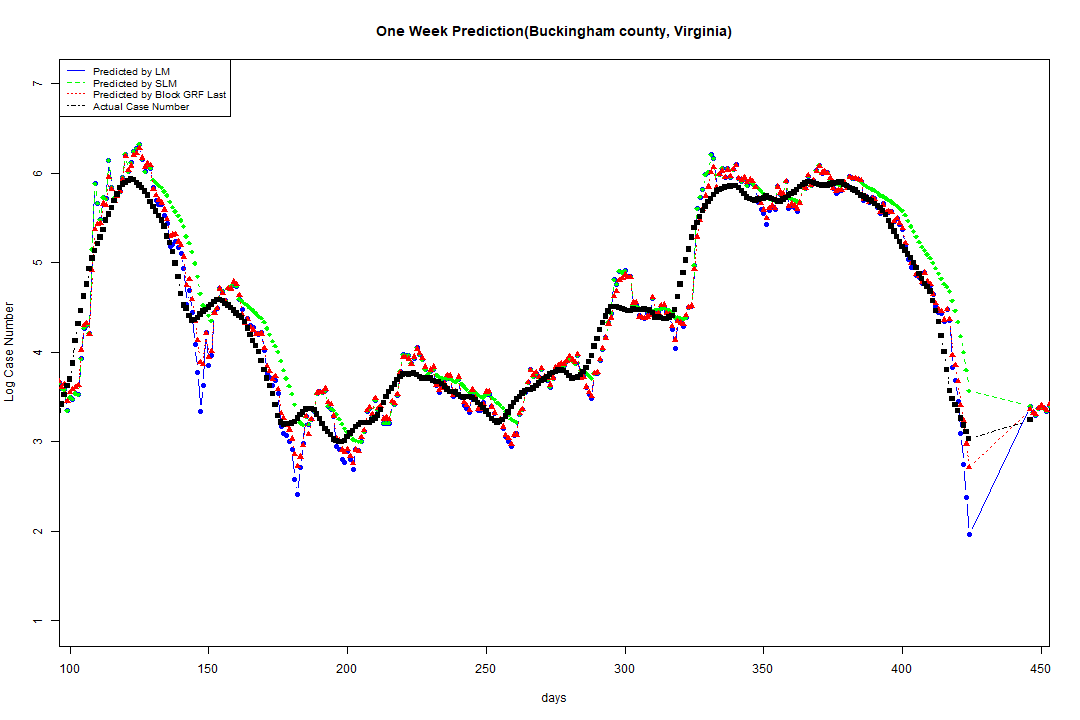 One Week Prediction(Buckingham county, Virginia)
Predicted by LM
Predicted by SLM
Predicted by Block GRF Last
Actual Case Number
7
6
5
4
3
2
1
Log Case Number
100 150 200 250 300 350 400 450
days